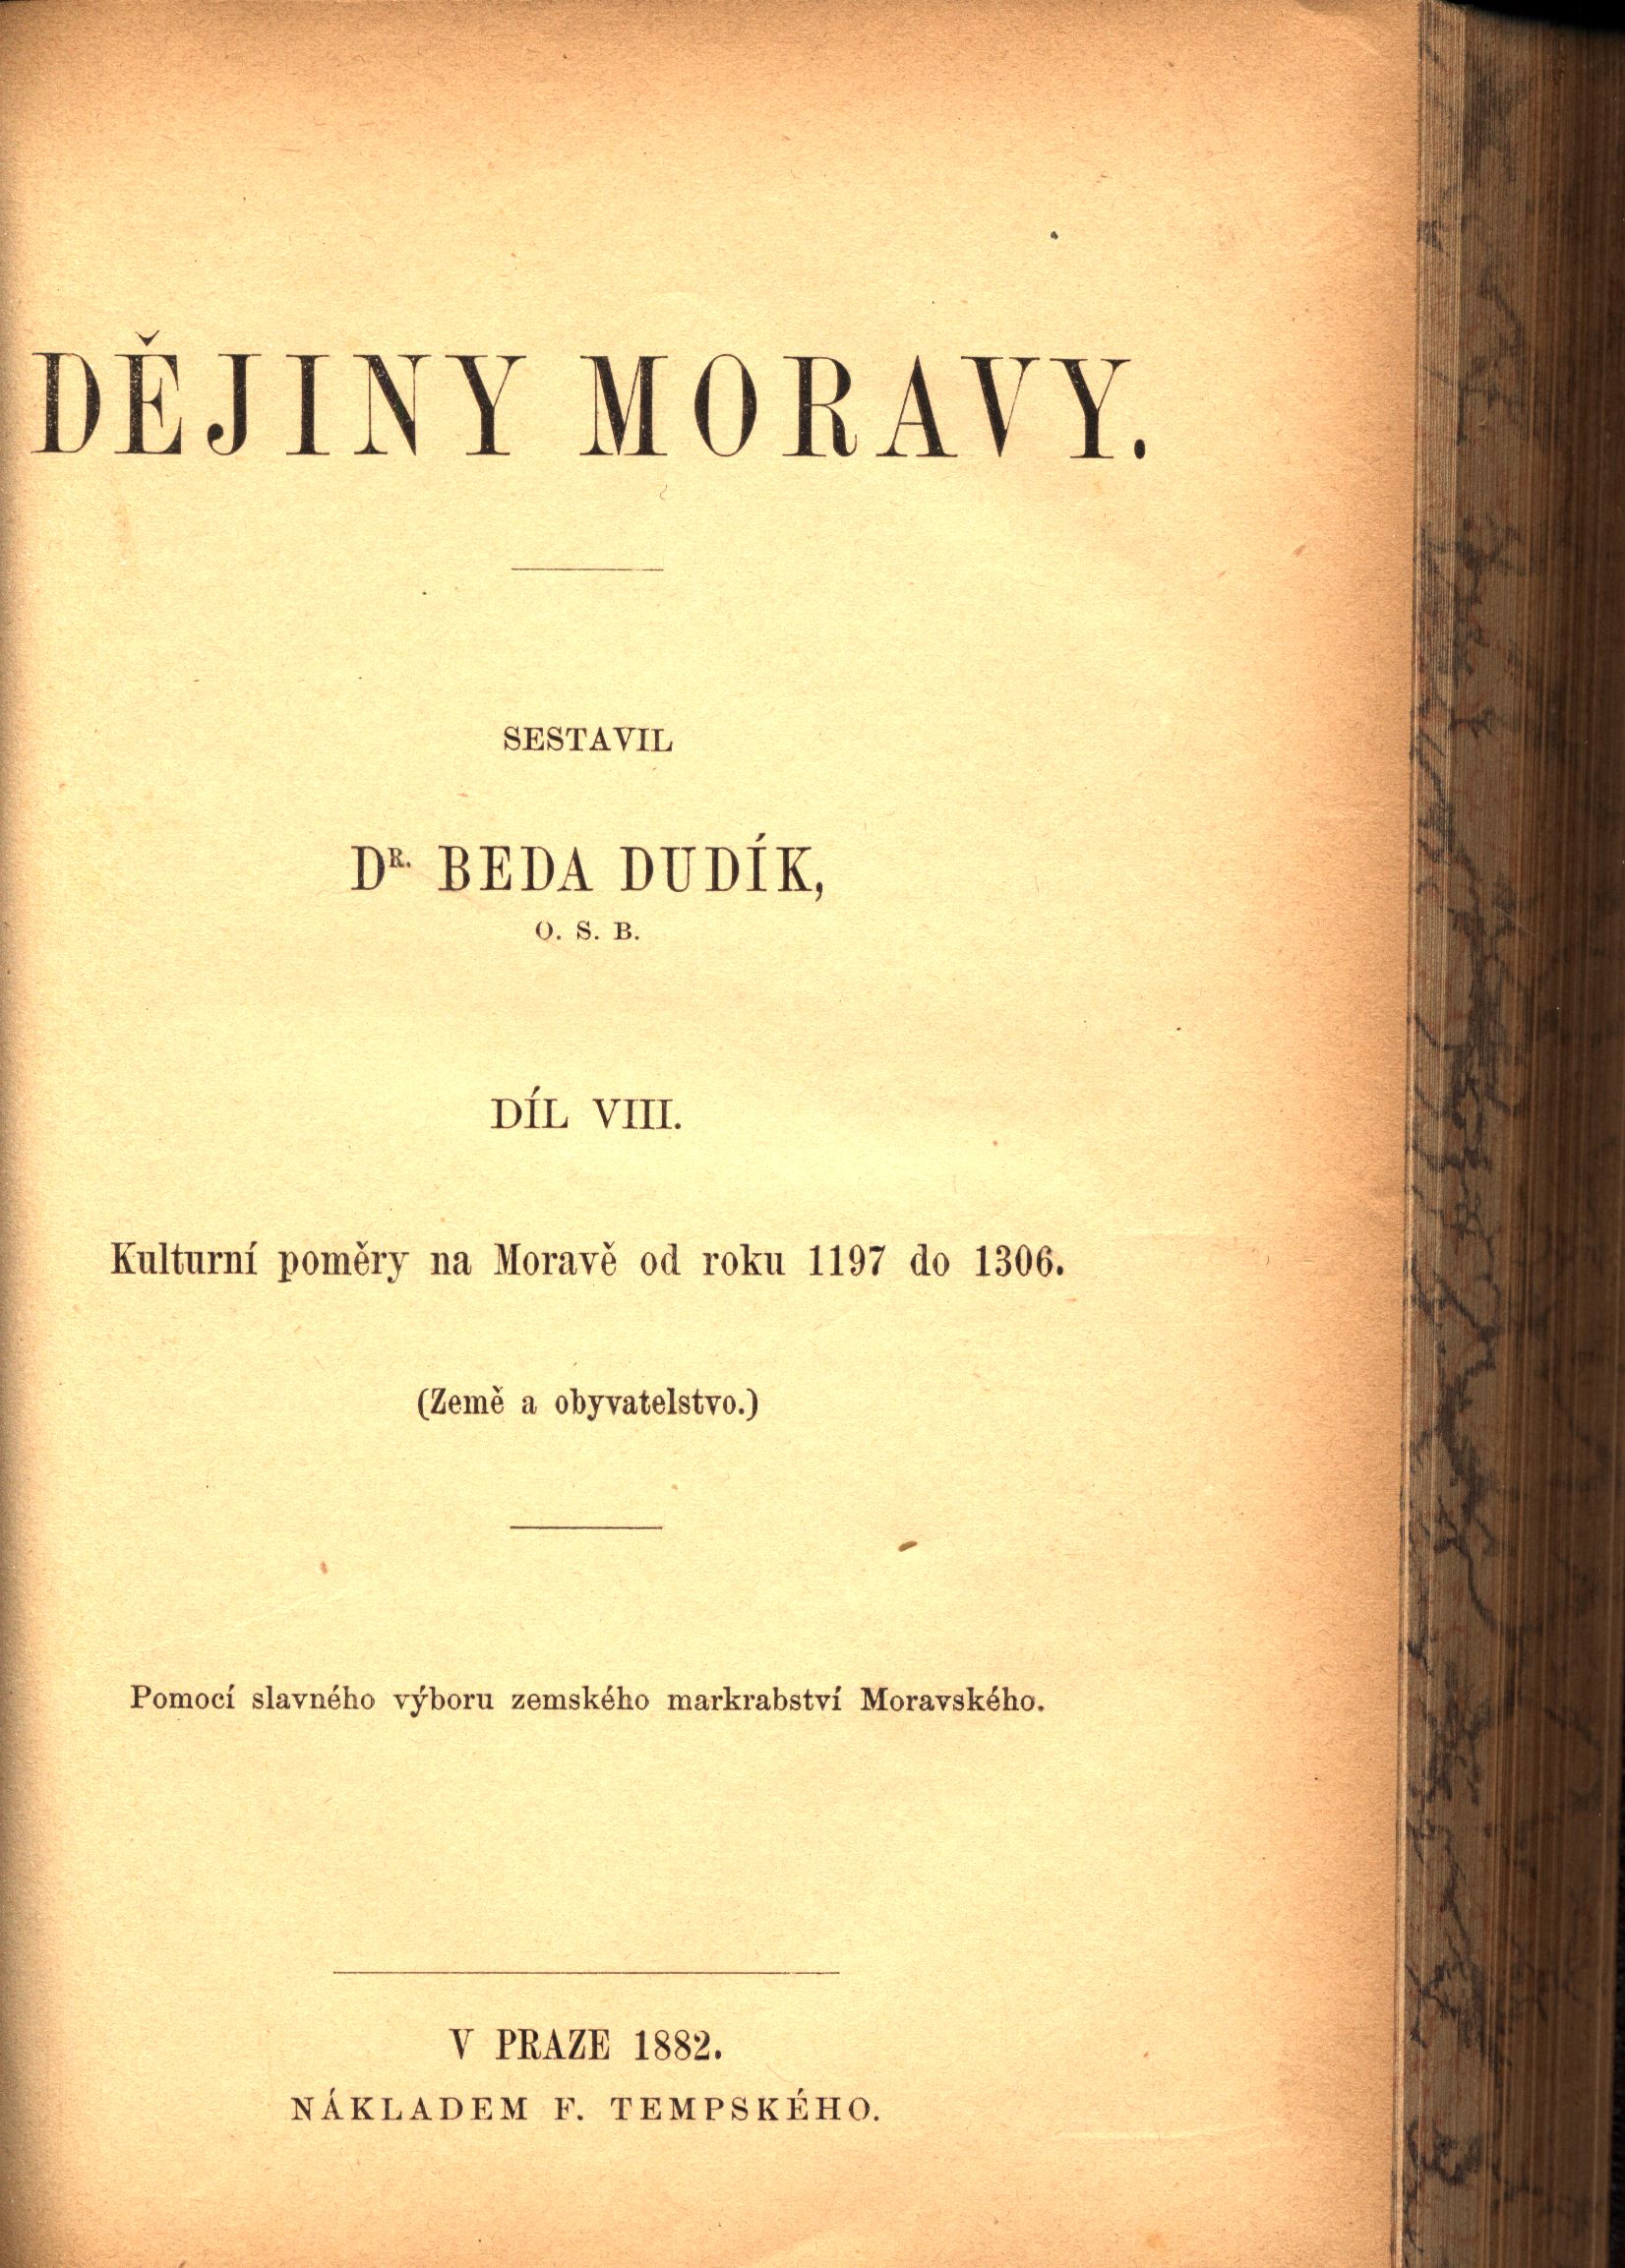 DĚJINY MORAVY.
SESTAVIL
DR. BEDA DUDÍK,
O. S. B.
DÍL VIII.
Kulturní poměry na Moravě od roku 1197 do 1306.
(Země a obyvatelstvo.)
Pomocí slavného výboru zemského markrabství Moravského.
V PRAZE 1882.
NÁKLADEM F. TEMPSKÉHO.